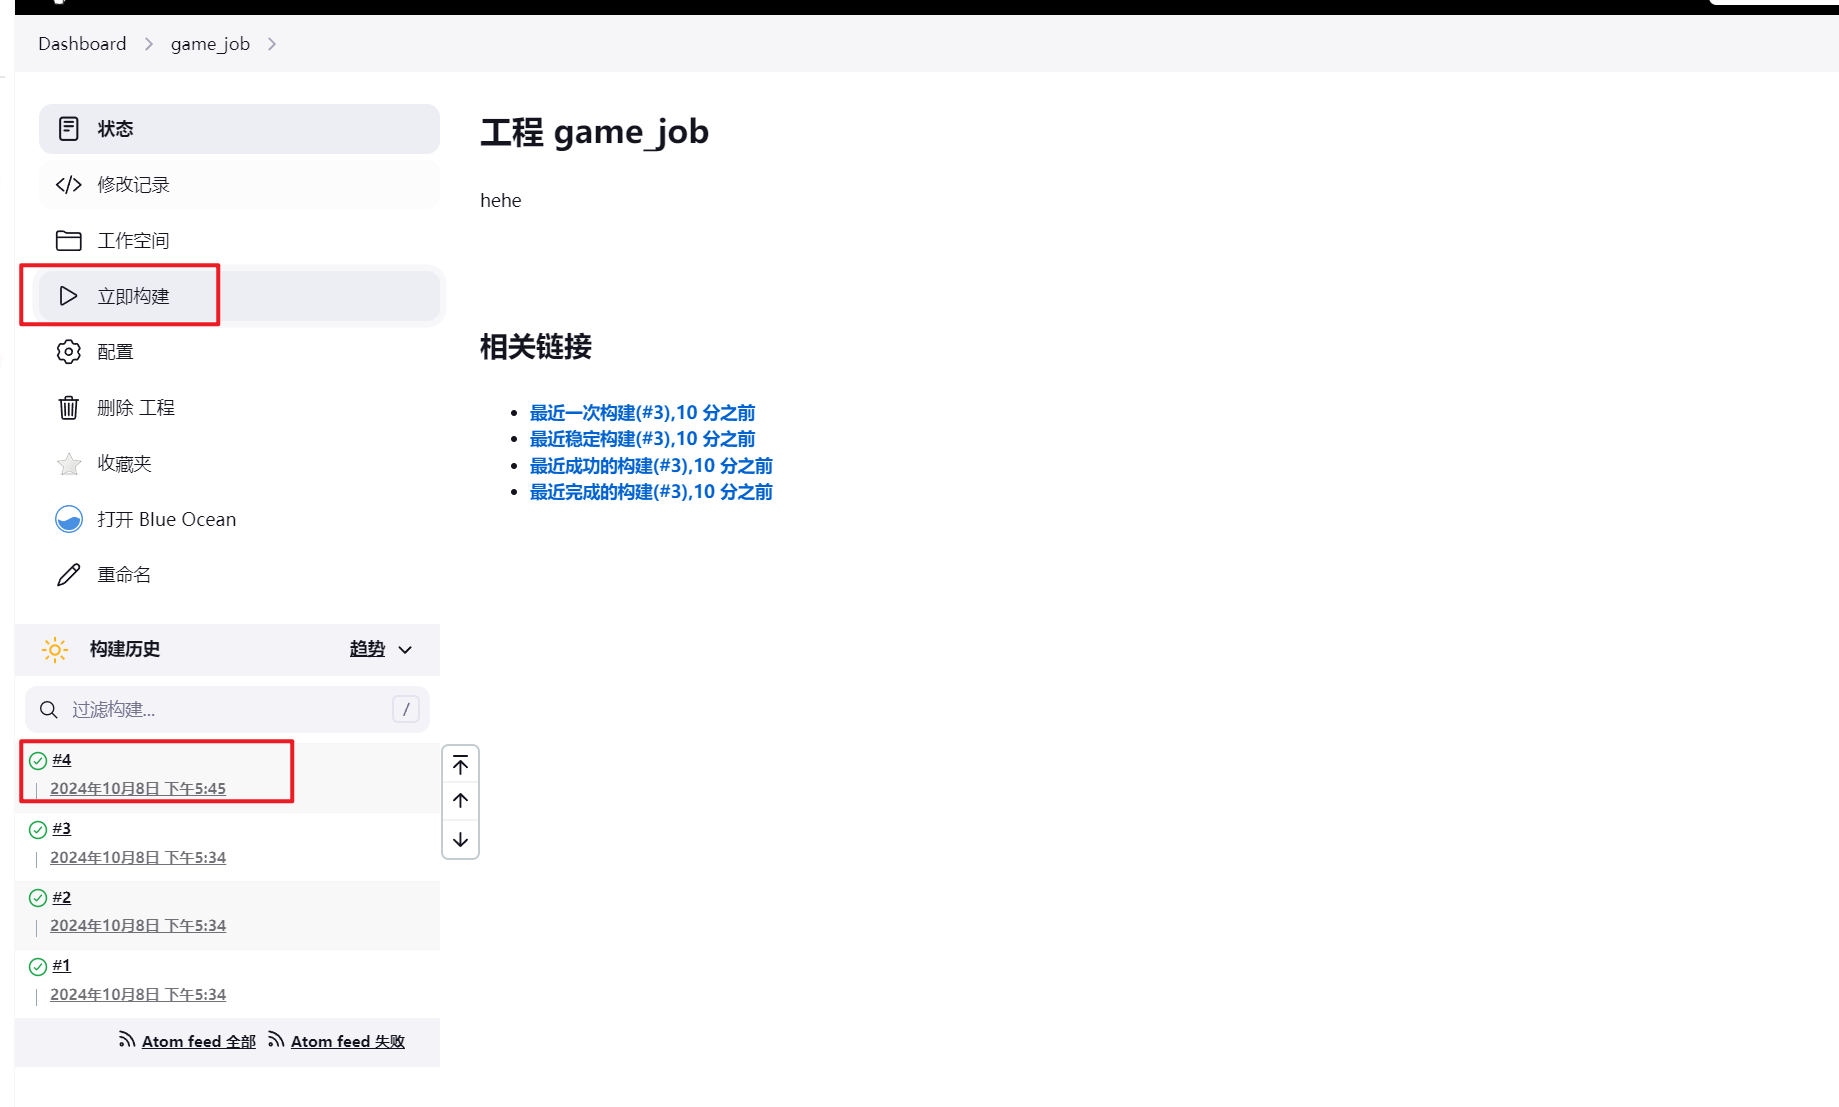 Dashboard > game_job >
状态
修改记录
工作空间
立即构建
配置
删除 工程
收藏夹
打开 Blue Ocean
重命名
构建历史 趋势
过滤构建... /
#4
2024年10月8日 下午5:45
#3
2024年10月8日 下午5:34
#2
2024年10月8日 下午5:34
#1
2024年10月8日 下午5:34
Atom feed 全部 Atom feed 失败
工程 game_job
hehe
相关链接
最近一次构建(#3),10 分之前
最近稳定构建(#3),10 分之前
最近成功的构建(#3),10 分之前
最近完成的构建(#3),10 分之前